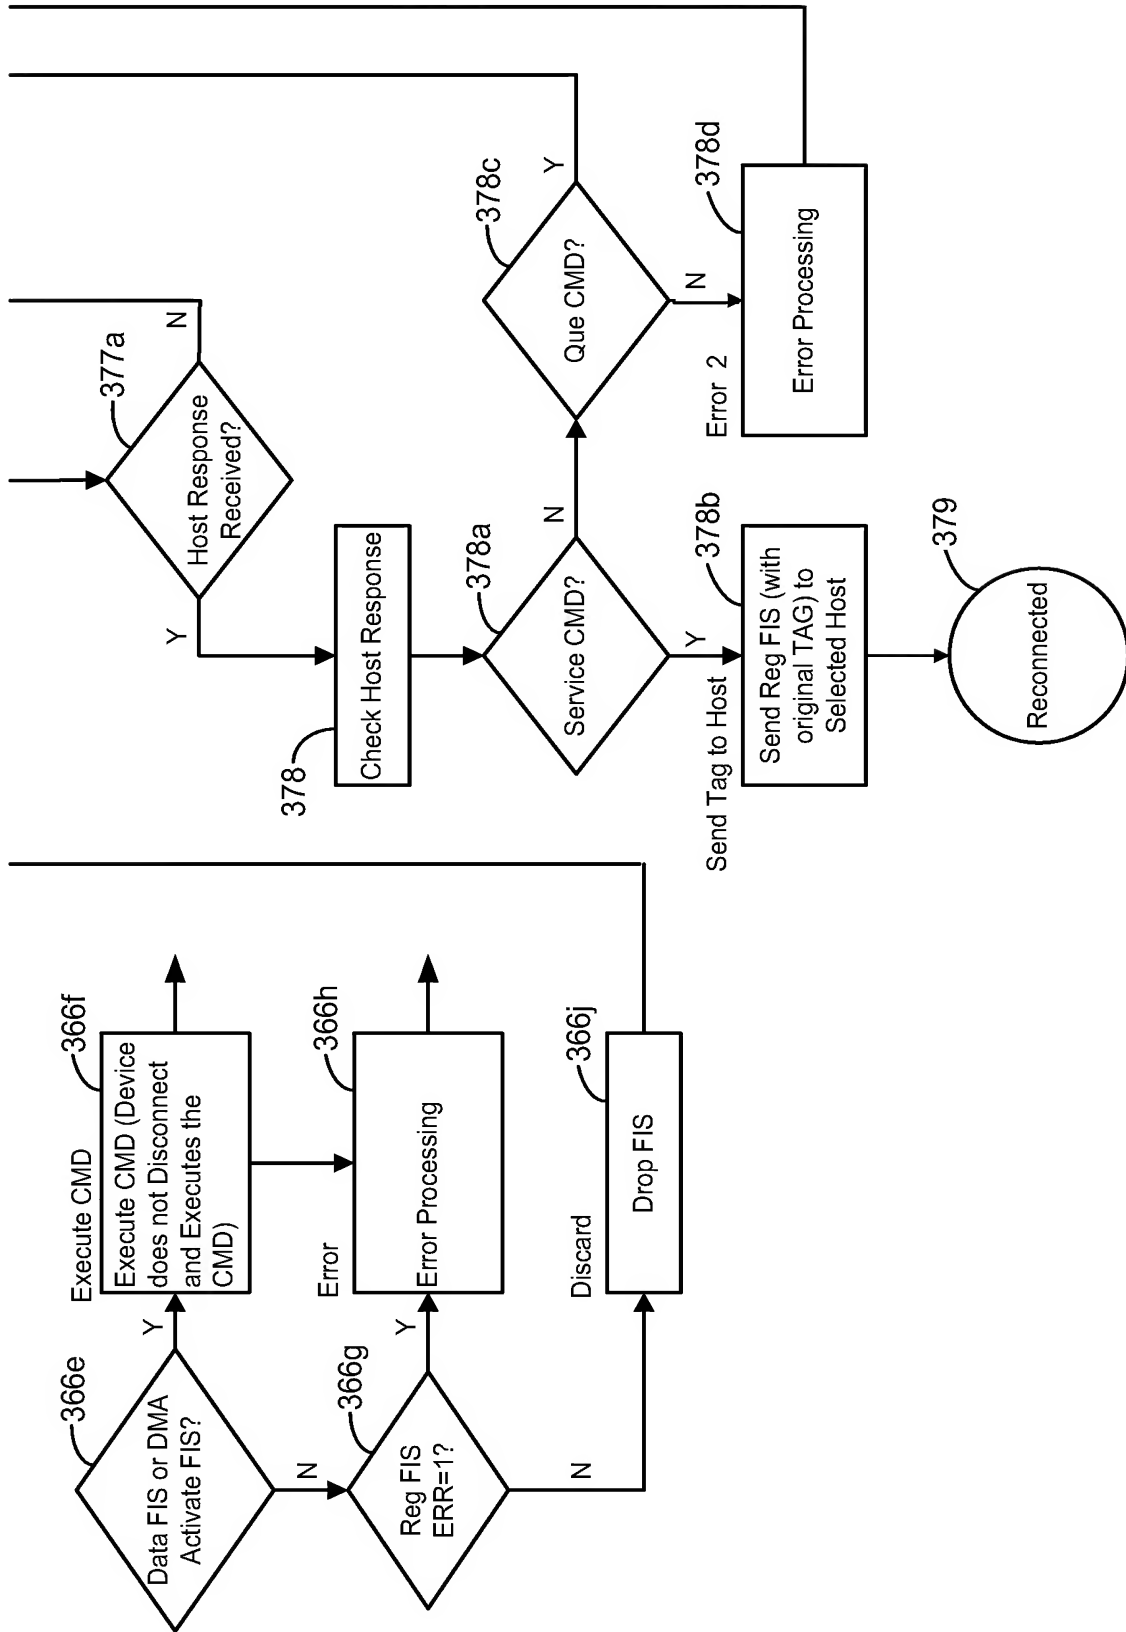 366e
Data FIS or DMA
Activate FIS?
Y
N
Execute CMD
366f
Execute CMD (Device
does not Disconnect
and Executes the
CMD)
366g
Reg FIS
ERR=1?
Y
N
Error
366h
Error Processing
Discard
366j
Drop FIS
377a
Host Response
Received?
Y
N
378
Check Host Response
378a
Service CMD?
N
Y
378c
Que CMD?
Y
N
Send Tag to Host
378b
Send Reg FIS (with
original TAG) to
Selected Host
Error 2
378d
Error Processing
379
Reconnected